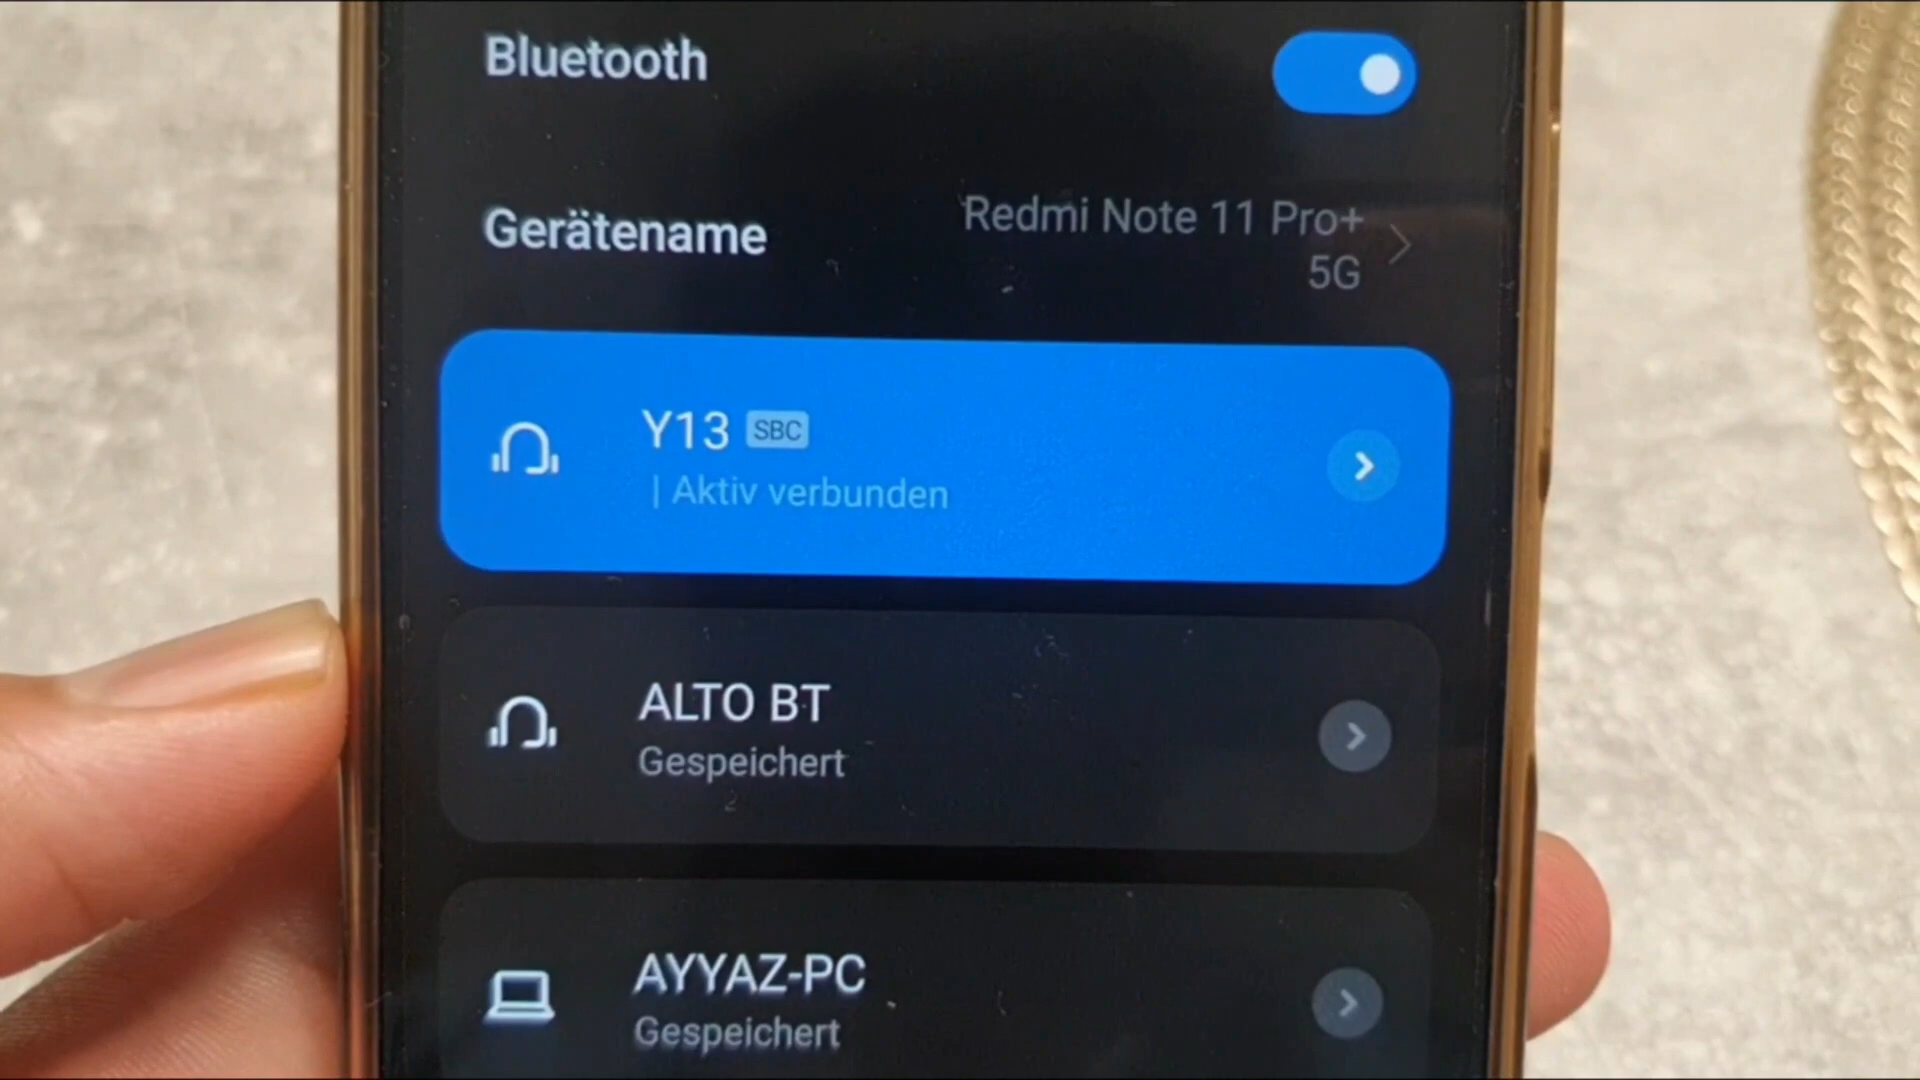 Bluetooth
Gerätename
Redmi Note 11 Pro+
5G
Y13 SBC
| Aktiv verbunden
ALTO BT
Gespeichert
AYYAZ-PC
Gespeichert